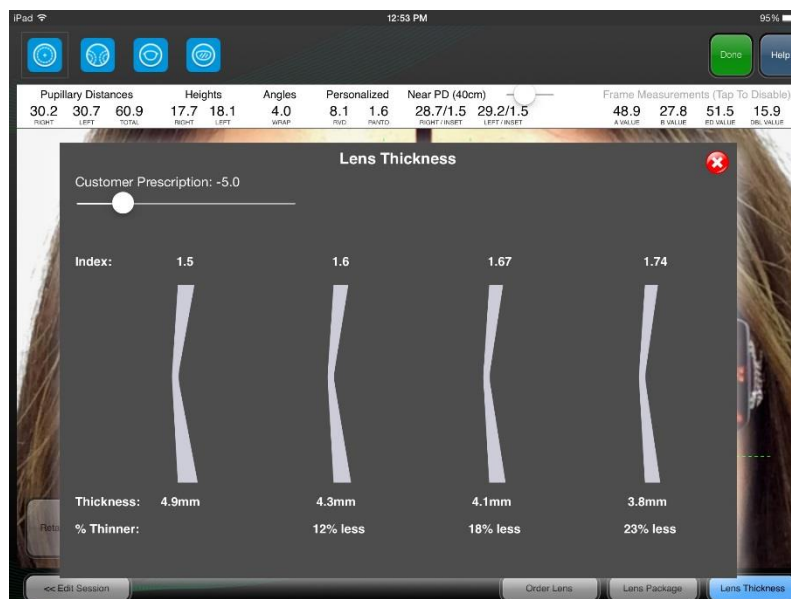 iPad 12:53 PM 95%
Done Help
Pupillary Distances Heights Angles Personalized Near PD (40cm) Frame Measurements (Tap To Disable)
30.2 30.7 60.9 17.7 18.1 4.0 8.1 1.6 28.7/1.5 29.2/1.5 48.9 27.8 51.5 15.9
RIGHT LEFT TOTAL RIGHT LEFT WRAP RVD PANTO RIGHT / INSET LEFT / INSET A VALUE B VALUE ED VALUE DBL VALUE
Lens Thickness
Customer Prescription: -5.0
Index: 1.5 1.6 1.67 1.74
Thickness: 4.9mm 4.3mm 4.1mm 3.8mm
% Thinner: 12% less 18% less 23% less
<< Edit Session Order Lens Lens Package Lens Thickness